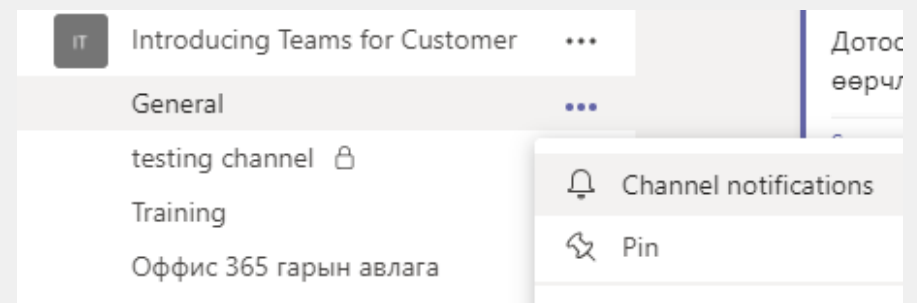 IT Introducing Teams for Customer
General
testing channel
Training
Оффис 365 гарын авлага
Channel notifications
Pin